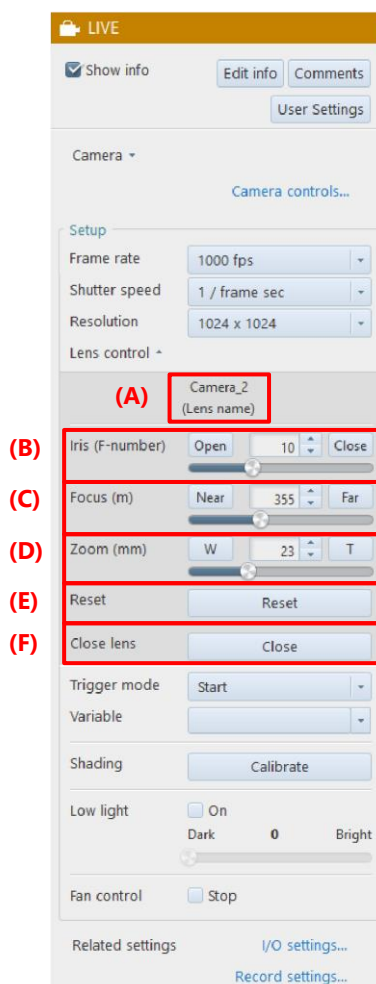 LIVE
Show info Edit info Comments
User Settings
Camera
Camera controls...
Setup
Frame rate 1000 fps
Shutter speed 1 / frame sec
Resolution 1024 x 1024
Lens control
(A) Camera_2
(Lens name)
(B) Iris (F-number) Open 10 Close
(C) Focus (m) Near 355 Far
(D) Zoom (mm) W 23 T
(E) Reset Reset
(F) Close lens Close
Trigger mode Start
Variable
Shading Calibrate
Low light On
Dark 0 Bright
Fan control Stop
Related settings I/O settings...
Record settings...